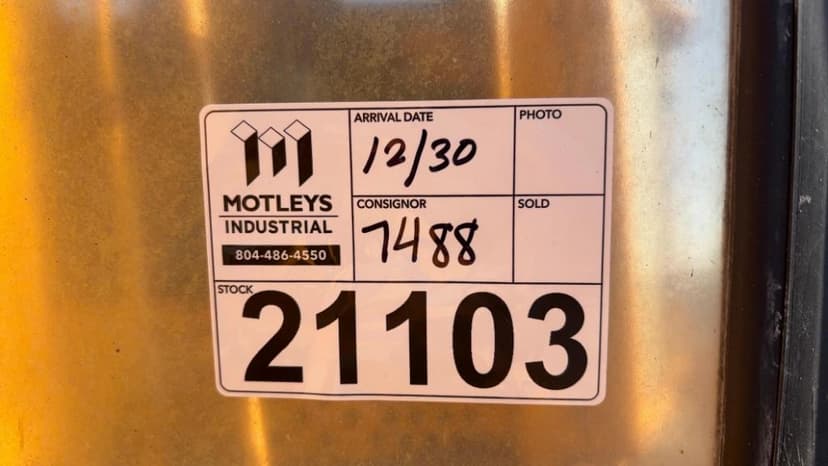 ARRIVAL DATE
12/30
PHOTO
MOTLEYS
INDUSTRIAL
804-486-4550
CONSIGNOR
7488
SOLD
STOCK
21103